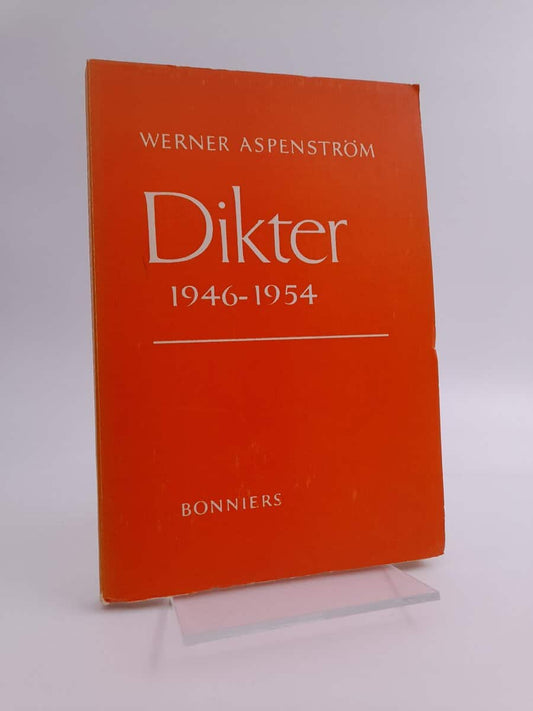 WERNER ASPENSTRÖM
Dikter
1946-1954
BONNIERS